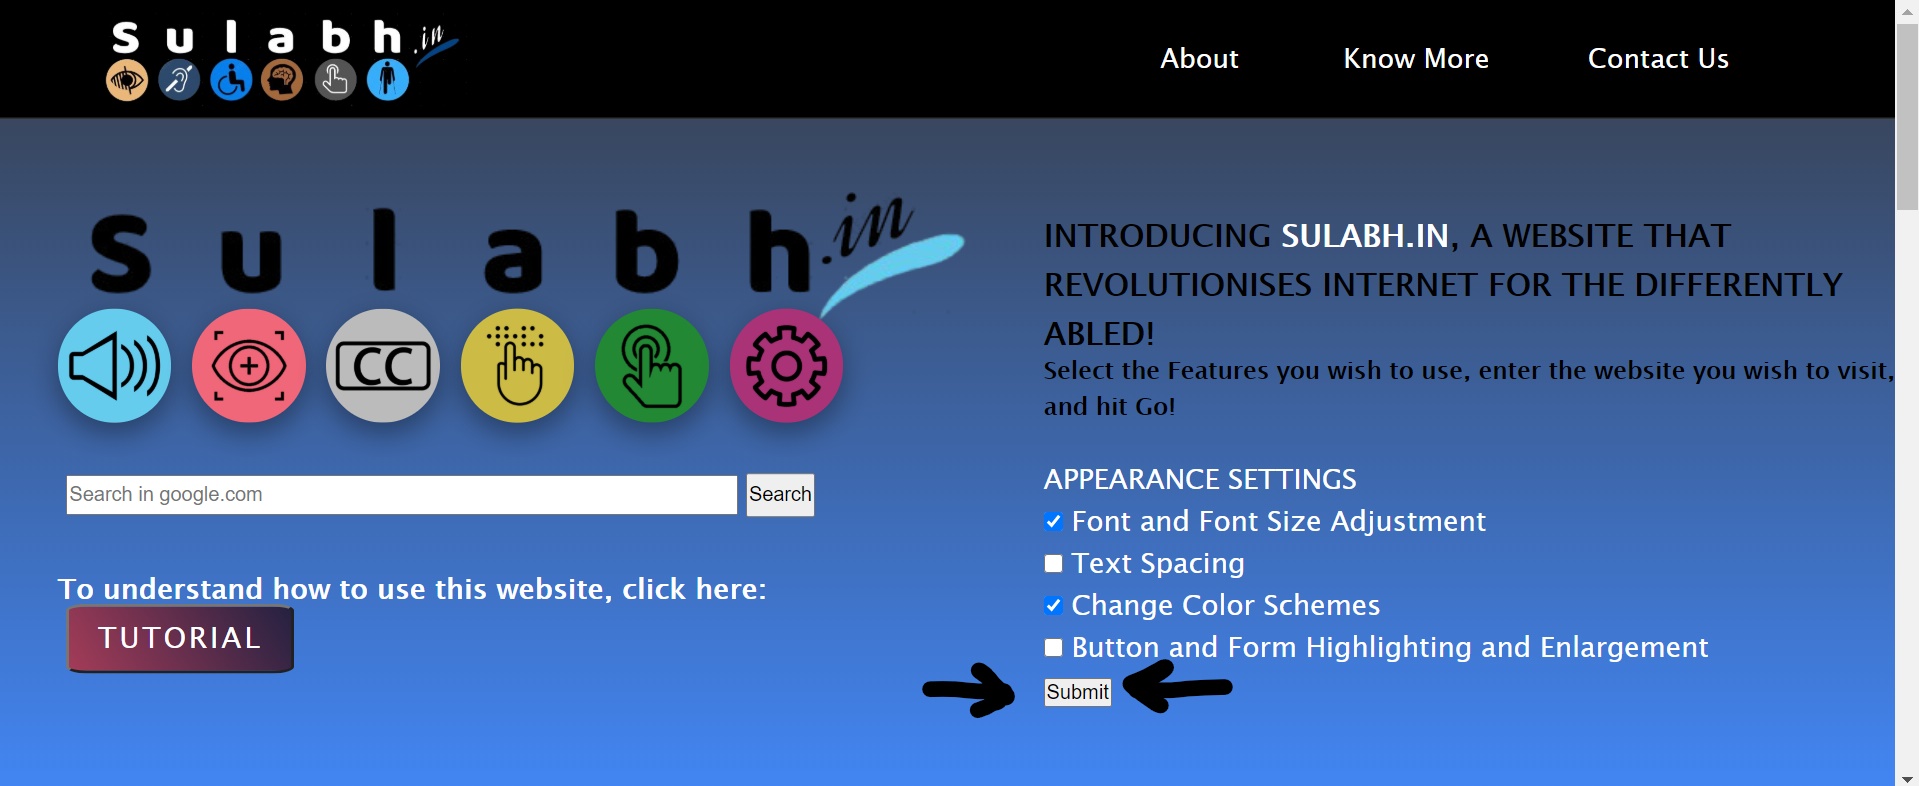 Sulabh.in
About
Know More
Contact Us
Sulabh.in
CC
Search in google.com
Search
To understand how to use this website, click here:
TUTORIAL
INTRODUCING SULABH.IN, A WEBSITE THAT
REVOLUTIONISES INTERNET FOR THE DIFFERENTLY
ABLED!
Select the Features you wish to use, enter the website you wish to visit,
and hit Go!
APPEARANCE SETTINGS
Font and Font Size Adjustment
Text Spacing
Change Color Schemes
Button and Form Highlighting and Enlargement
Submit